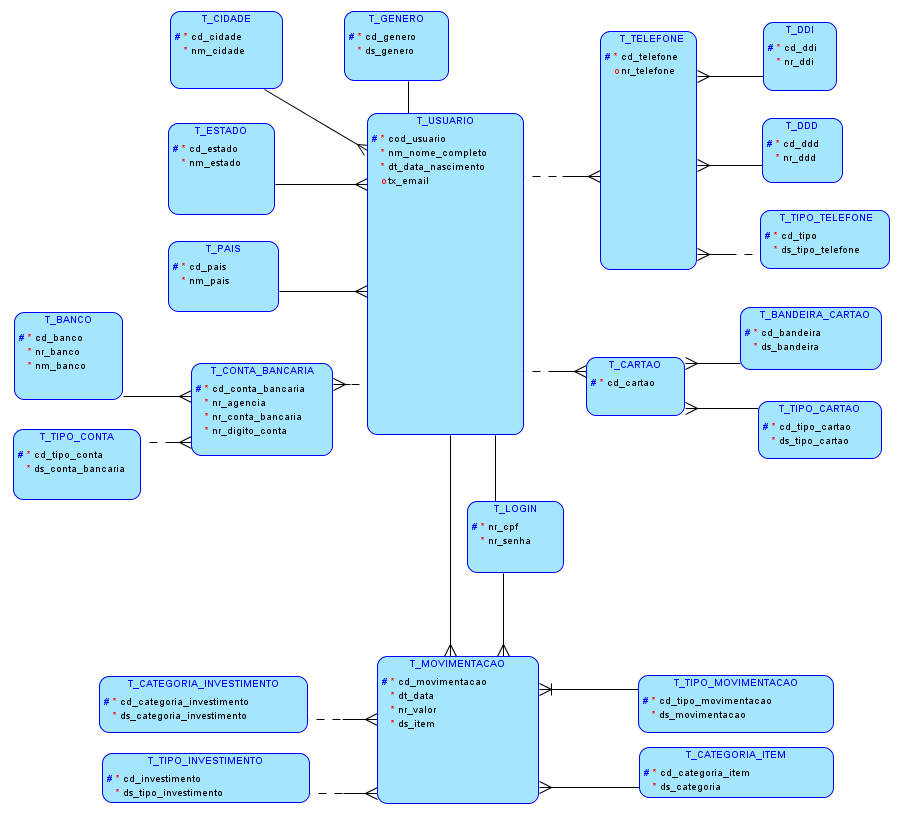 T_CIDADE
# * cd_cidade
* nm_cidade
T_GENERO
# * cd_genero
* ds_genero
T_TELEFONE
# * cd_telefone
o nr_telefone
T_DDI
# * cd_ddi
* nr_ddi
T_ESTADO
# * cd_estado
* nm_estado
T_USUARIO
# * cod_usuario
* nm_nome_completo
* dt_data_nascimento
o tx_email
T_DDD
# * cd_ddd
* nr_ddd
T_TIPO_TELEFONE
# * cd_tipo
* ds_tipo_telefone
T_PAIS
# * cd_pais
* nm_pais
T_BANCO
# * cd_banco
* nr_banco
* nm_banco
T_CONTA_BANCARIA
# * cd_conta_bancaria
* nr_agencia
* nr_conta_bancaria
* nr_digito_conta
T_CARTAO
# * cd_cartao
T_BANDEIRA_CARTAO
# * cd_bandeira
* ds_bandeira
T_TIPO_CARTAO
# * cd_tipo_cartao
* ds_tipo_cartao
T_TIPO_CONTA
# * cd_tipo_conta
* ds_conta_bancaria
T_LOGIN
# * nr_cpf
* nr_senha
T_MOVIMENTACAO
# * cd_movimentacao
* dt_data
* nr_valor
* ds_item
T_CATEGORIA_INVESTIMENTO
# * cd_categoria_investimento
* ds_categoria_investimento
T_TIPO_MOVIMENTACAO
# * cd_tipo_movimentacao
* ds_movimentacao
T_TIPO_INVESTIMENTO
# * cd_investimento
* ds_tipo_investimento
T_CATEGORIA_ITEM
# * cd_categoria_item
* ds_categoria